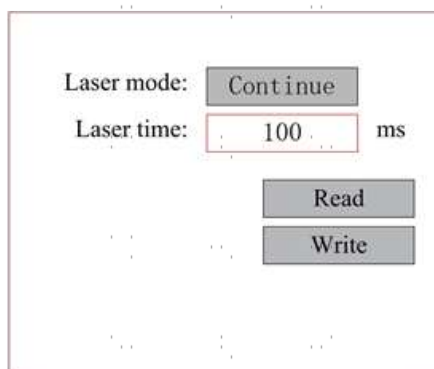 Laser mode: Continue
Laser time: 100 ms
Read
Write